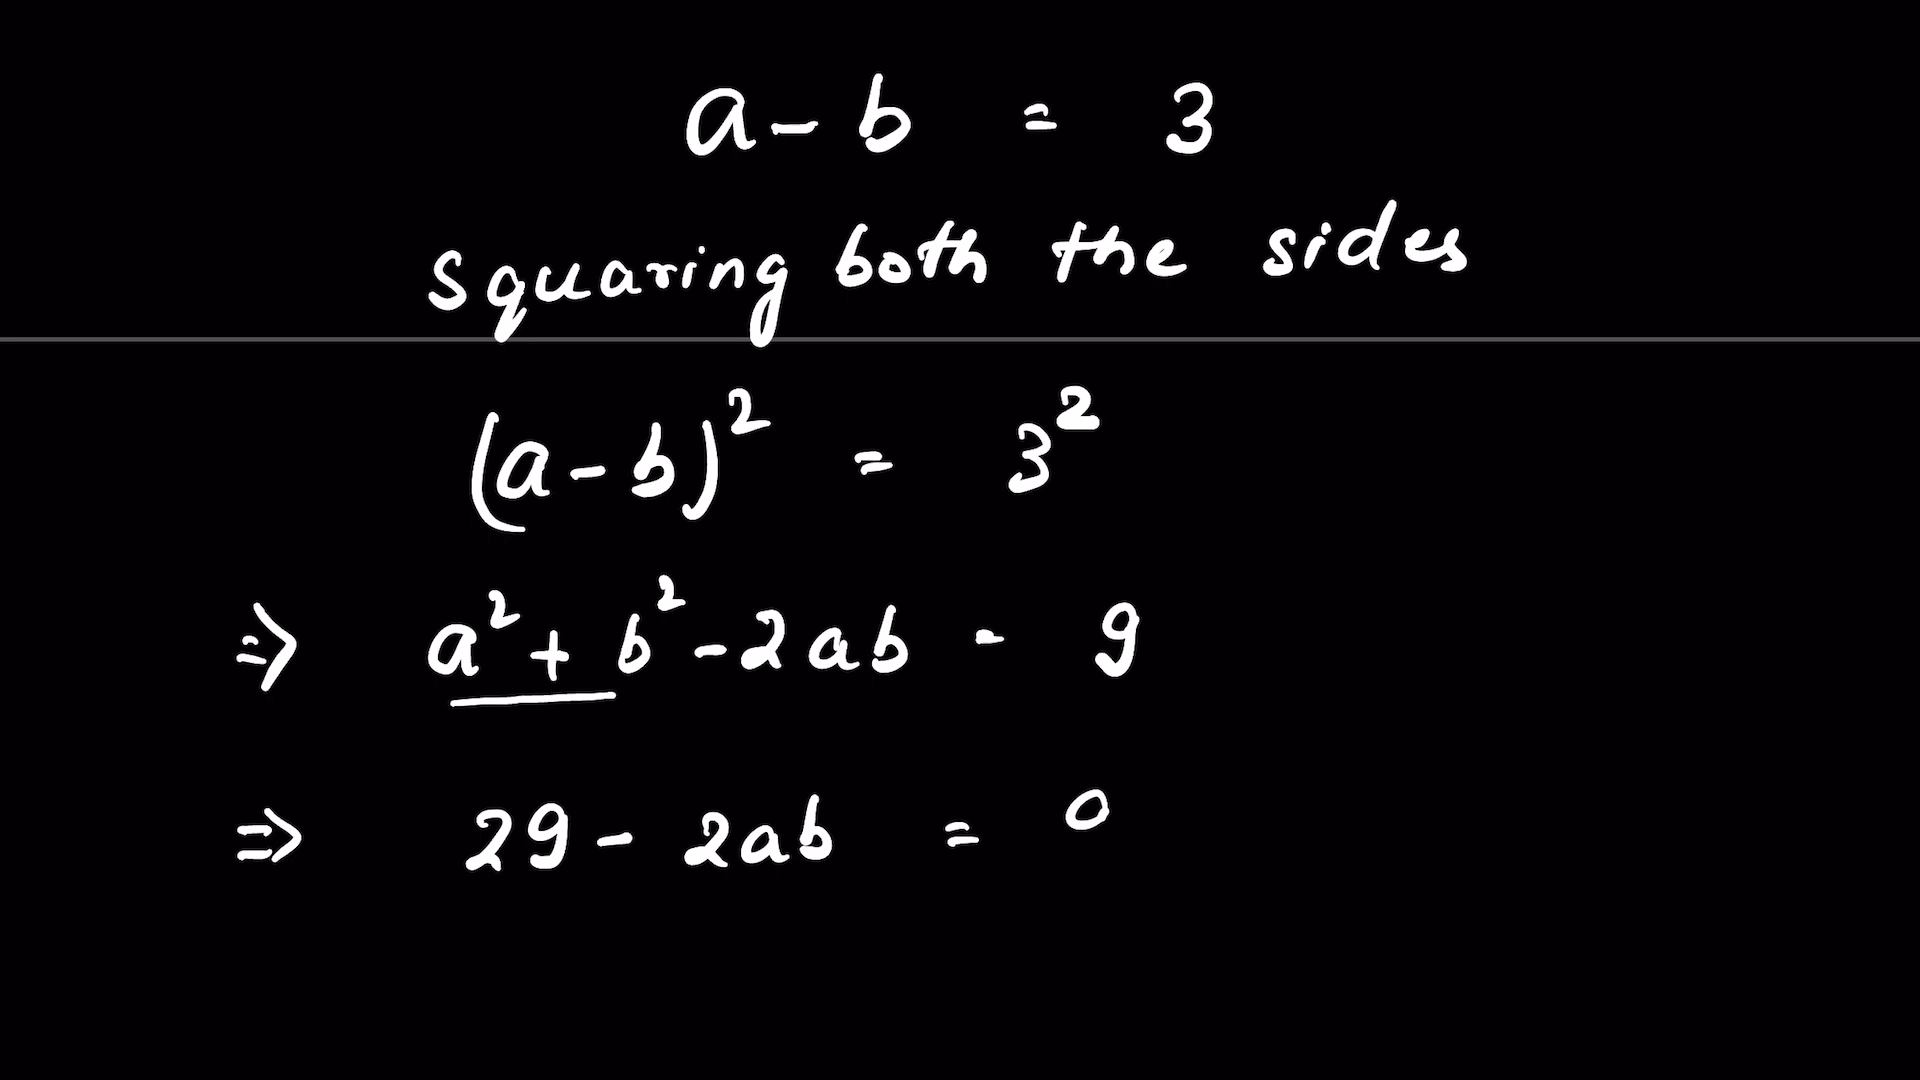 a - b = 3
squaring both the sides
(a - b)² = 3²
⇒ a² + b² - 2ab = 9
⇒ 29 - 2ab = 0